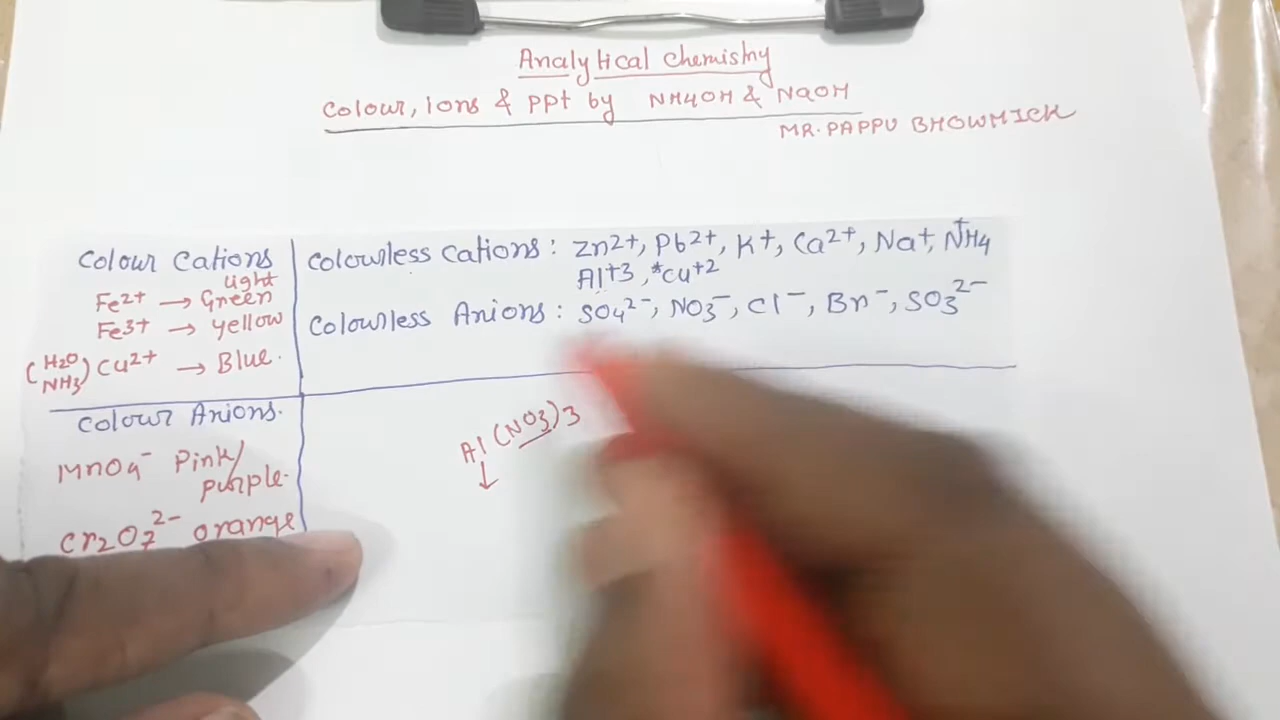 Analytical chemistry
Colour, Ions & PPt by NH4OH & NaOH
MR. PAPPU BHOWMICK
Colour Cations
Fe2+ → light Green
Fe3+ → yellow
(H2O NH3) Cu2+ → Blue.
Colourless Cations: Zn2+, Pb2+, K+, Ca2+, Na+, NH4+
Al+3, *Cu+2
Colourless Anions: SO4 2-, NO3-, Cl-, Br-, SO3 2-
Colour Anions.
MnO4- Pink/
purple.
Cr2O7 2- orange
Al(NO3)3
↓